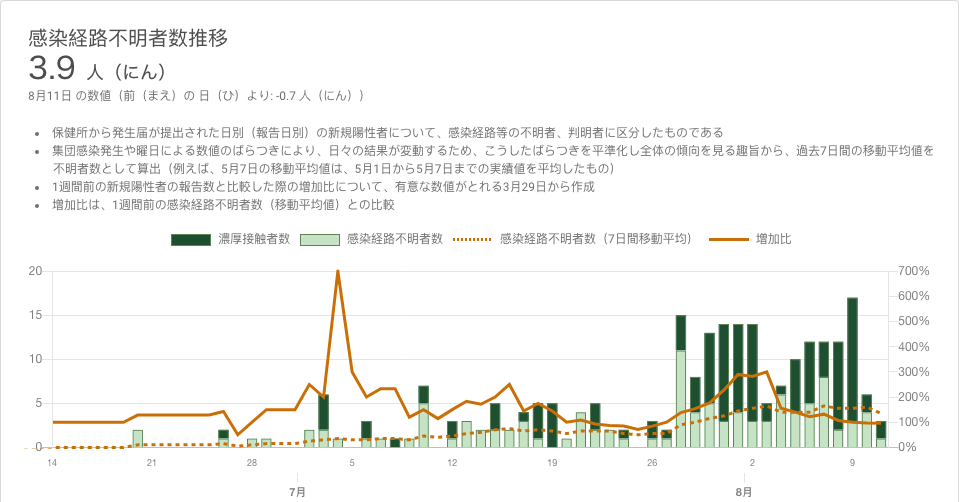 感染経路不明者数推移
3.9 人（にん）
8月11日 の数値（前（まえ）の 日（ひ）より: -0.7 人（にん））
• 保健所から発生届が提出された日別（報告日別）の新規陽性者について、感染経路等の不明者、判明者に区分したものである
• 集団感染発生や曜日による数値のばらつきにより、日々の結果が変動するため、こうしたばらつきを平準化し全体の傾向を見る趣旨から、過去7日間の移動平均値を
不明者数として算出（例えば、5月7日の移動平均値は、5月1日から5月7日までの実績値を平均したもの）
• 1週間前の新規陽性者の報告数と比較した際の増加比について、有意な数値がとれる3月29日から作成
• 増加比は、1週間前の感染経路不明者数（移動平均値）との比較
濃厚接触者数 感染経路不明者数 感染経路不明者数（7日間移動平均） 増加比
20 700%
600%
15 500%
400%
10 300%
200%
5 100%
0 0%
14 21 28 5 12 19 26 2 9
7月 8月